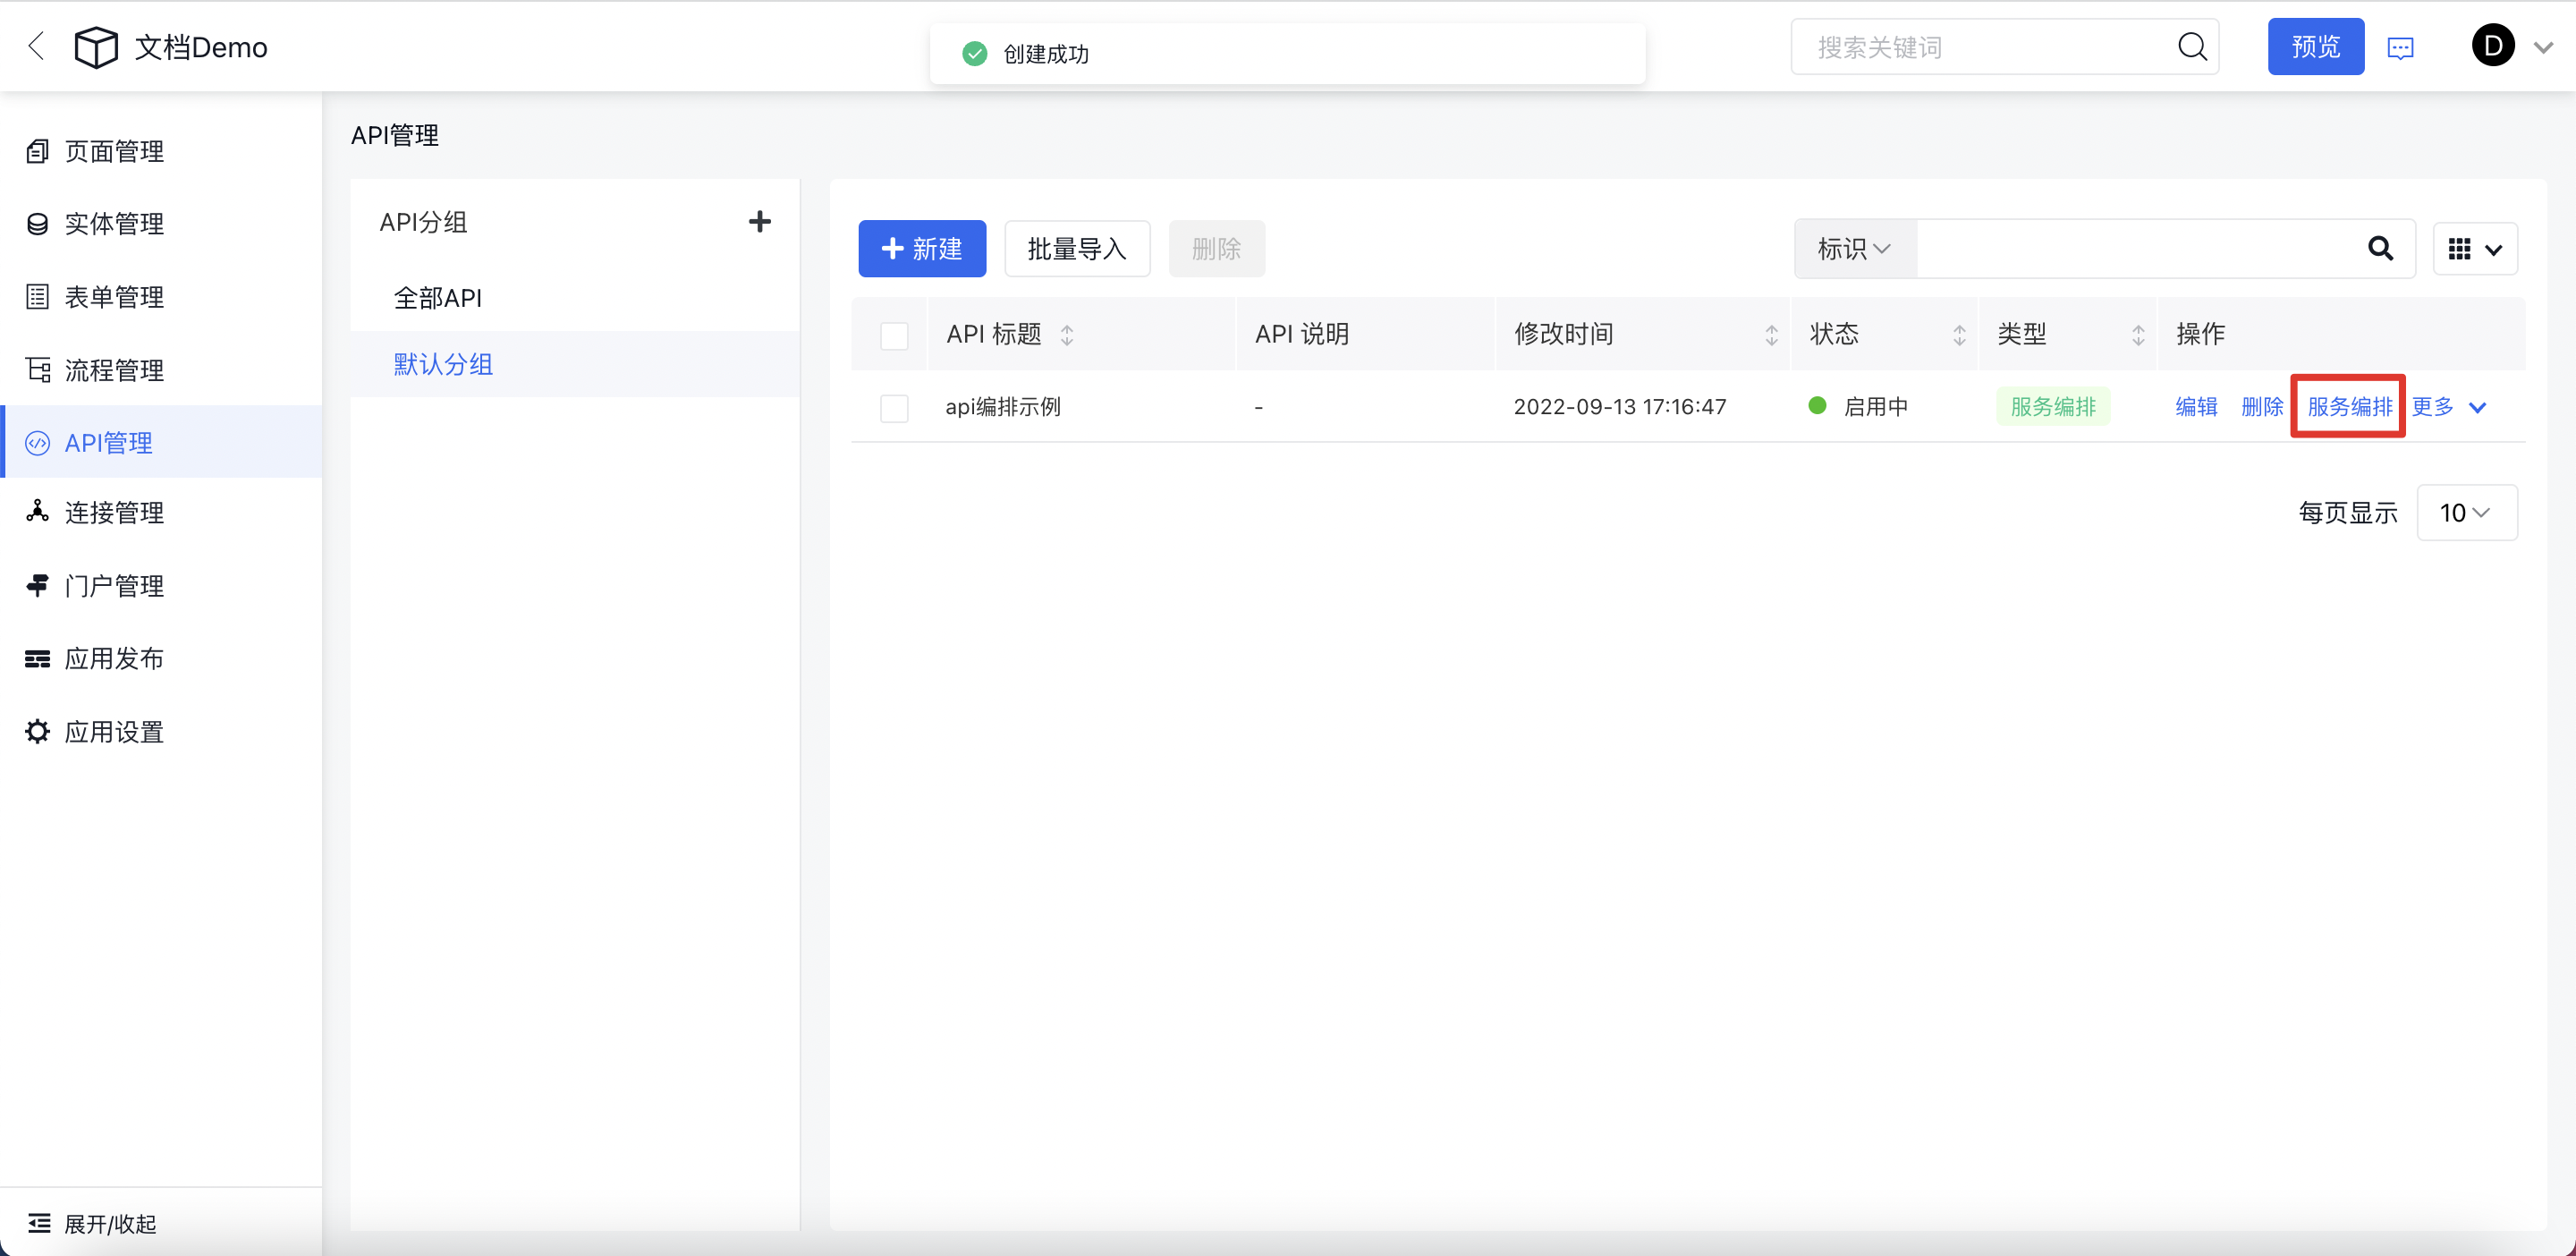 文档Demo
创建成功
搜索关键词
预览
D
页面管理
实体管理
表单管理
流程管理
API管理
连接管理
门户管理
应用发布
应用设置
展开/收起
API管理
API分组
全部API
默认分组
新建 批量导入 删除
标识
API 标题 API 说明 修改时间 状态 类型 操作
api编排示例 - 2022-09-13 17:16:47 启用中 服务编排 编辑 删除 服务编排 更多
每页显示 10